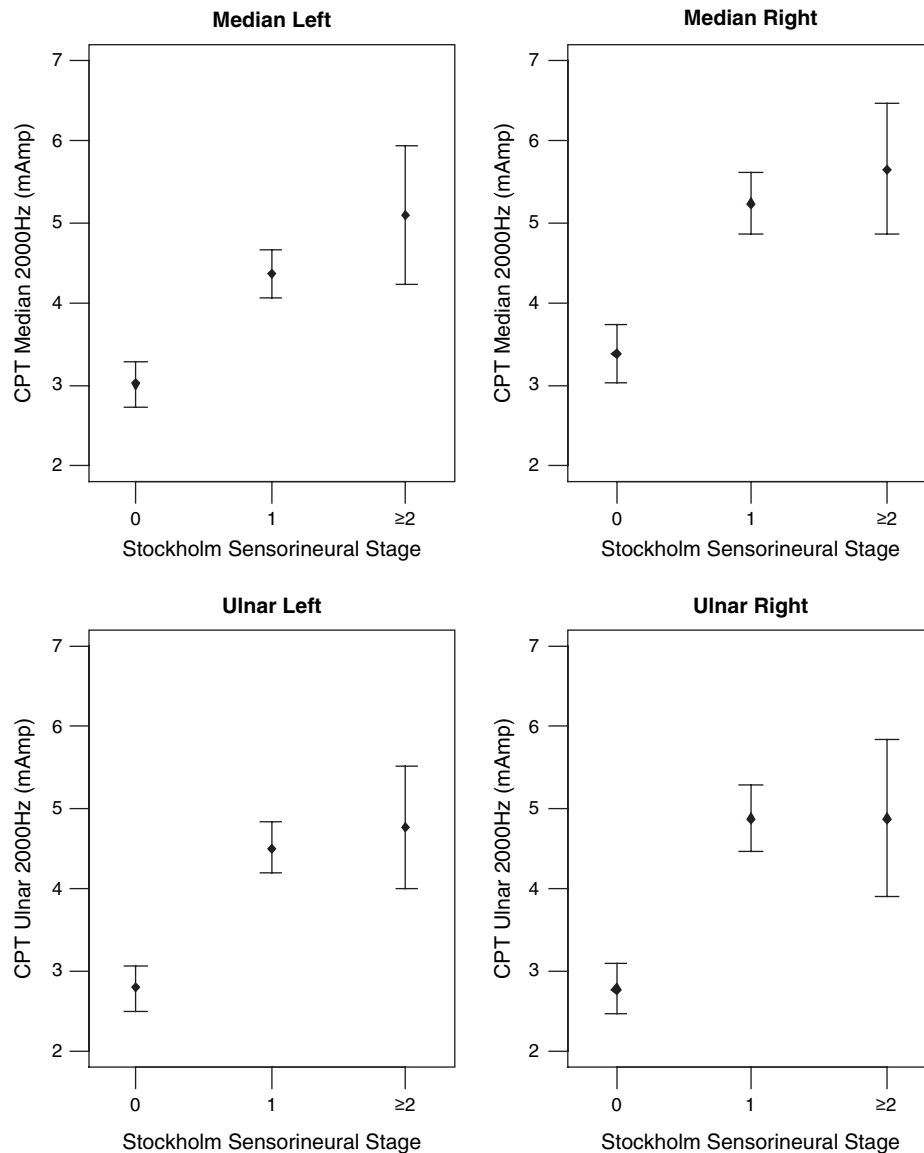 Median Left
CPT Median 2000Hz (mAmp)
7
6
5
4
3
2
0 1 ≥2
Stockholm Sensorineural Stage
Median Right
CPT Median 2000Hz (mAmp)
7
6
5
4
3
2
0 1 ≥2
Stockholm Sensorineural Stage
Ulnar Left
CPT Ulnar 2000Hz (mAmp)
7
6
5
4
3
2
0 1 ≥2
Stockholm Sensorineural Stage
Ulnar Right
CPT Ulnar 2000Hz (mAmp)
7
6
5
4
3
2
0 1 ≥2
Stockholm Sensorineural Stage